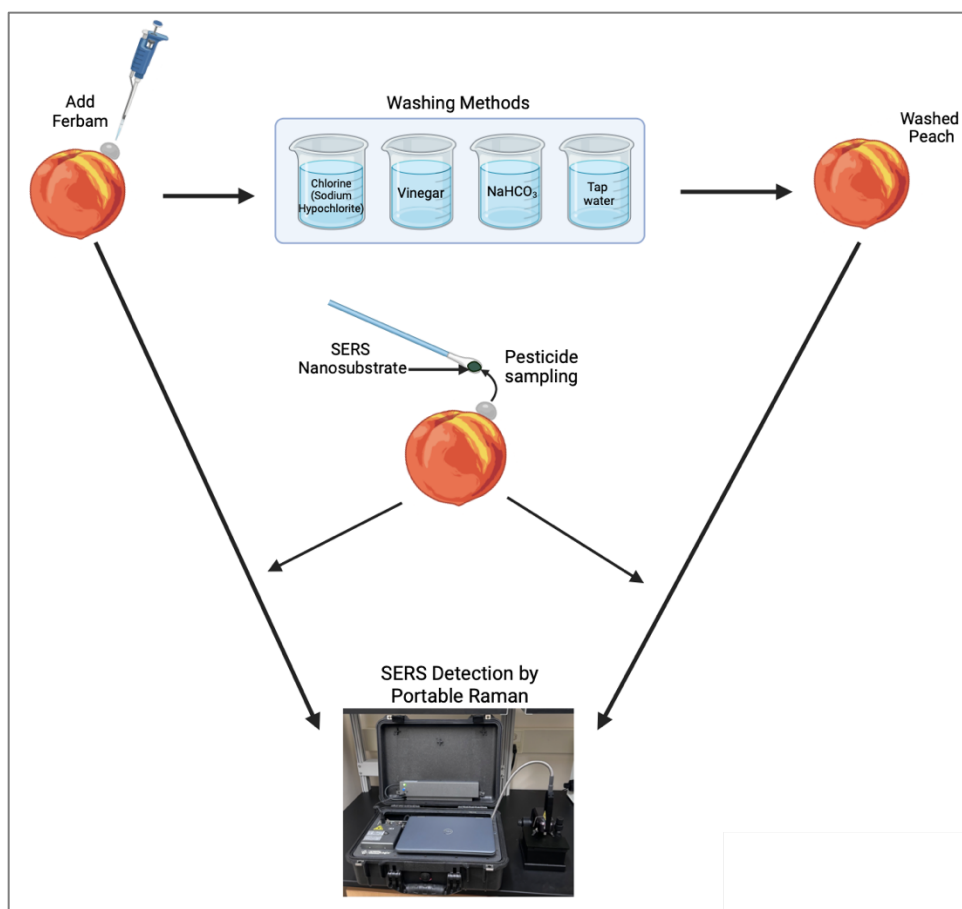 Add
Ferbam
Washing Methods
Chlorine
(Sodium
Hypochlorite)
Vinegar
NaHCO₃
Tap
water
Washed
Peach
SERS
Nanosubstrate
Pesticide
sampling
SERS Detection by
Portable Raman